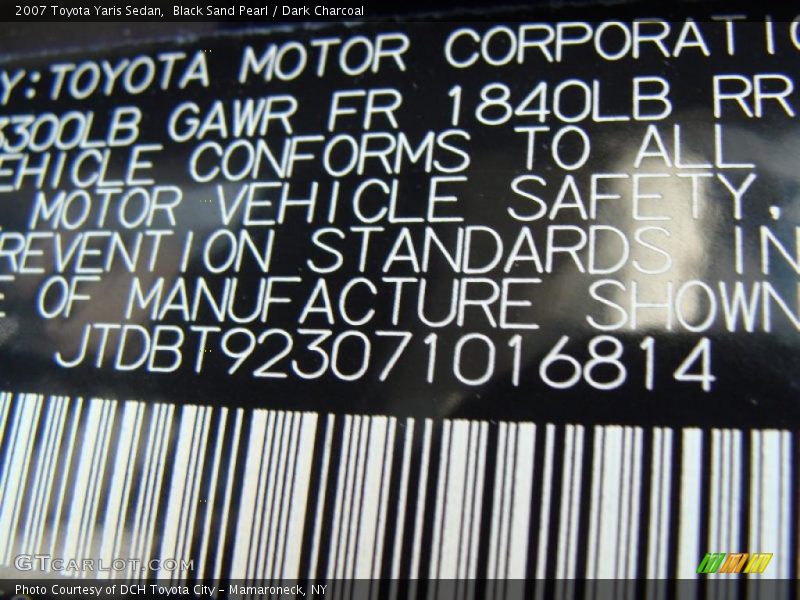 2007 Toyota Yaris Sedan, Black Sand Pearl / Dark Charcoal
Y:TOYOTA MOTOR CORPORATIO
3300LB GAWR FR 1840LB RR
EHICLE CONFORMS TO ALL
MOTOR VEHICLE SAFETY,
REVENTION STANDARDS IN
E OF MANUFACTURE SHOWN
JTDBT923071016814
GTCARLOT.COM
Photo Courtesy of DCH Toyota City - Mamaroneck, NY